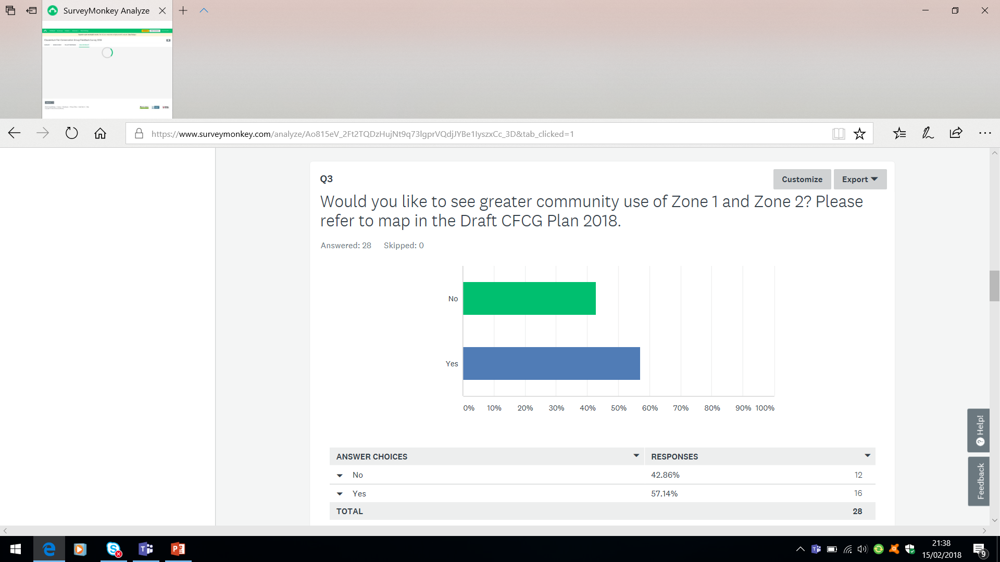 SurveyMonkey Analyze
https://www.surveymonkey.com/analyze/Ao815eV_2Ft2TQDzHujNt9q73lgprVQdjJYBe1IyszxCc_3D&tab_clicked=1
Q3
Customize
Export
Would you like to see greater community use of Zone 1 and Zone 2? Please
refer to map in the Draft CFCG Plan 2018.
Answered: 28 Skipped: 0
No
Yes
0% 10% 20% 30% 40% 50% 60% 70% 80% 90% 100%
ANSWER CHOICES RESPONSES
No 42.86% 12
Yes 57.14% 16
TOTAL 28
Help!
Feedback
21:38
15/02/2018
9